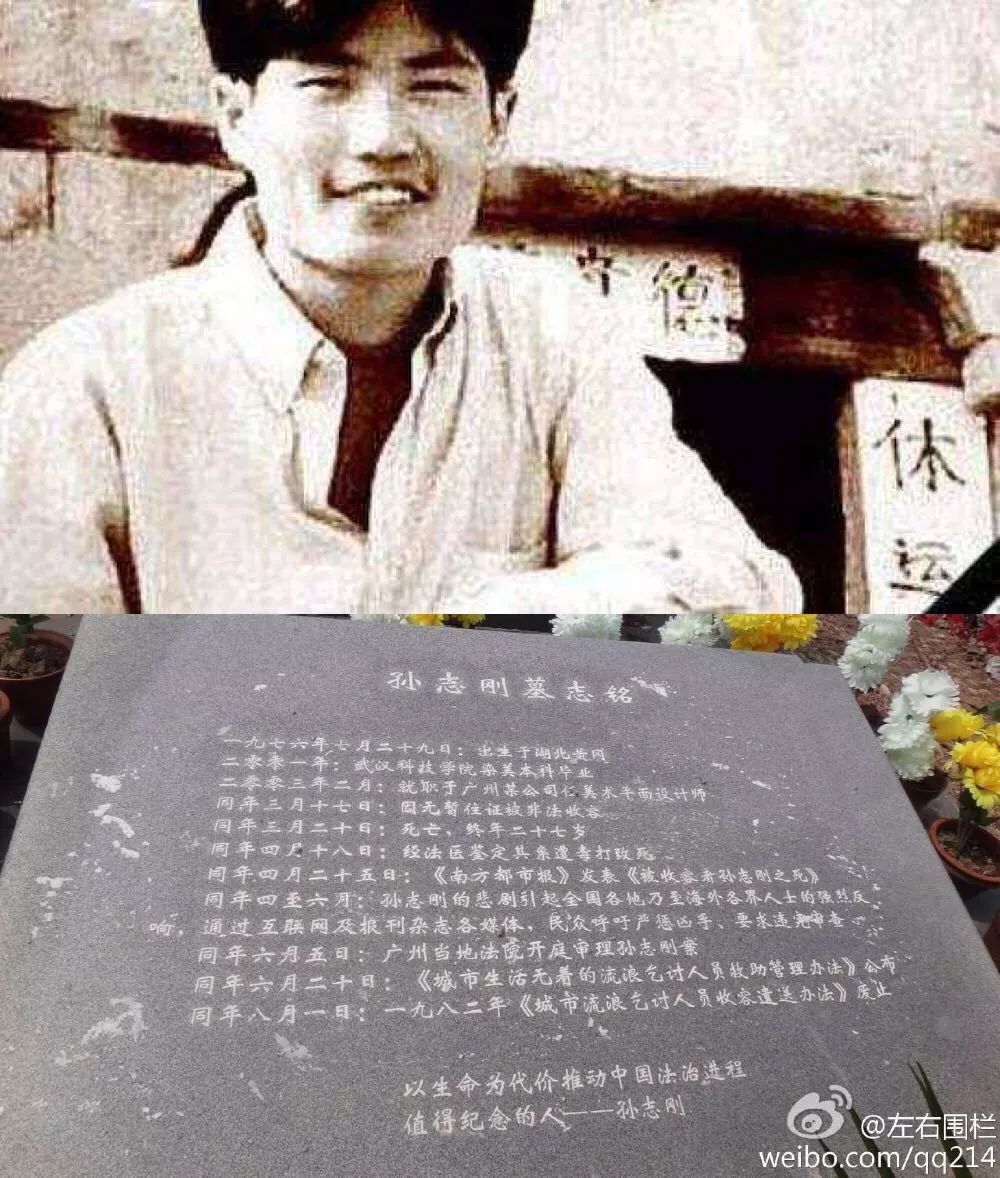 德
体
运
孙志刚墓志铭
一九七六年七月二十九日：出生于湖北黄冈
二零零一年：武汉科技学院染美本科毕业
二零零三年二月：就职于广州某公司任美术平面设计师
同年三月十七日：因无暂住证被非法收容
同年三月二十日：死亡，终年二十七岁
同年四月十八日：经法医鉴定其系遭毒打致死
同年四月二十五日：《南方都市报》发表《被收容者孙志刚之死》
同年四至六月：孙志刚的悲剧引起全国各地乃至海外各界人士的强烈反
响，通过互联网及报刊杂志各媒体，民众呼吁严惩凶手、要求违宪审查
同年六月五日：广州当地法院开庭审理孙志刚案
同年六月二十日：《城市生活无着的流浪乞讨人员救助管理办法》公布
同年八月一日：一九八二年《城市流浪乞讨人员收容遣送办法》废止
以生命为代价推动中国法治进程
值得纪念的人——孙志刚
@左右围栏
weibo.com/qq214